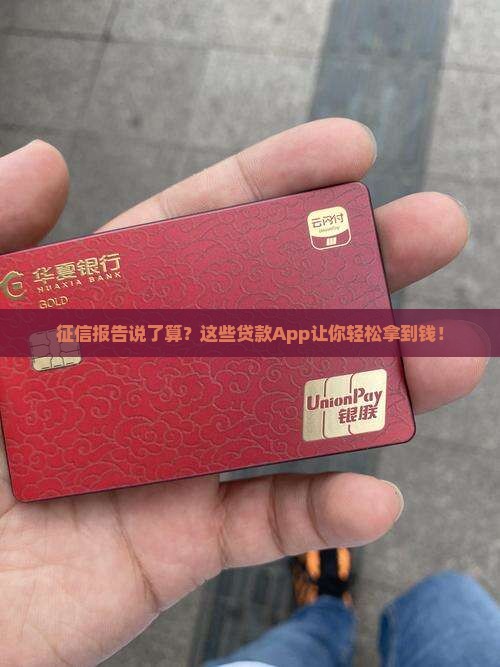 云闪付
UnionPay
华夏银行
HUAXIA BANK
GOLD
征信报告说了算？这些贷款App让你轻松拿到钱！
UnionPay
银联